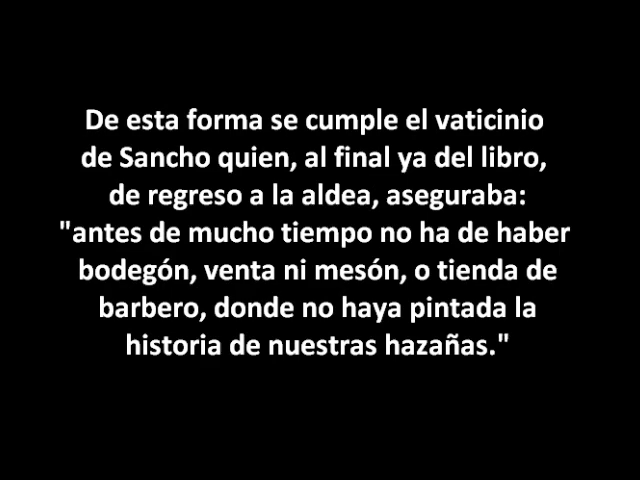 De esta forma se cumple el vaticinio
de Sancho quien, al final ya del libro,
de regreso a la aldea, aseguraba:
"antes de mucho tiempo no ha de haber
bodegón, venta ni mesón, o tienda de
barbero, donde no haya pintada la
historia de nuestras hazañas."